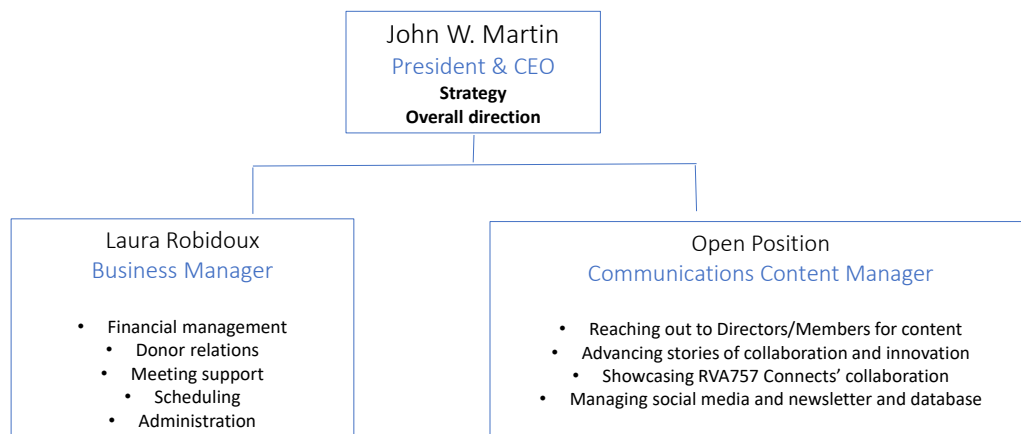 John W. Martin
President & CEO
Strategy
Overall direction
Laura Robidoux
Business Manager
• Financial management
• Donor relations
• Meeting support
• Scheduling
• Administration
Open Position
Communications Content Manager
• Reaching out to Directors/Members for content
• Advancing stories of collaboration and innovation
• Showcasing RVA757 Connects’ collaboration
• Managing social media and newsletter and database